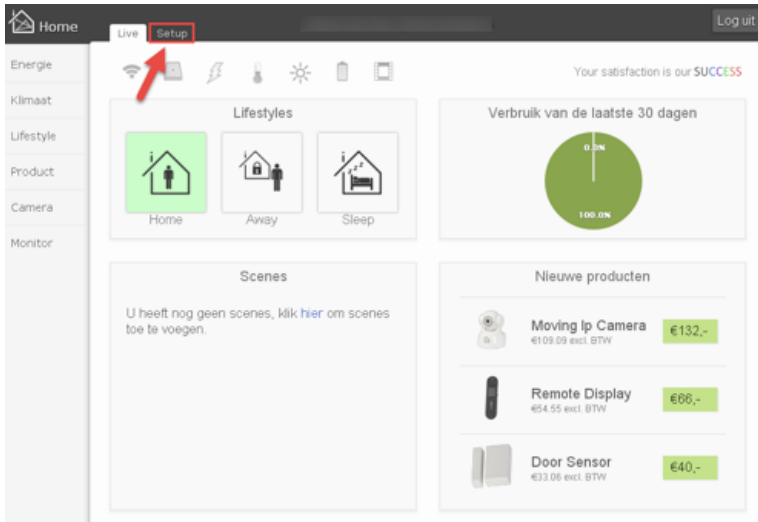 Home
Live
Setup
Log uit
Energie
Klimaat
Lifestyle
Product
Camera
Monitor
Your satisfaction is our SUCCESS
Lifestyles
Home
Away
Sleep
Verbruik van de laatste 30 dagen
0.0%
100.0%
Scenes
U heeft nog geen scenes, klik hier om scenes
toe te voegen.
Nieuwe producten
Moving Ip Camera
€109.09 excl. BTW
€132,-
Remote Display
€54.55 excl. BTW
€66,-
Door Sensor
€33.06 excl. BTW
€40,-